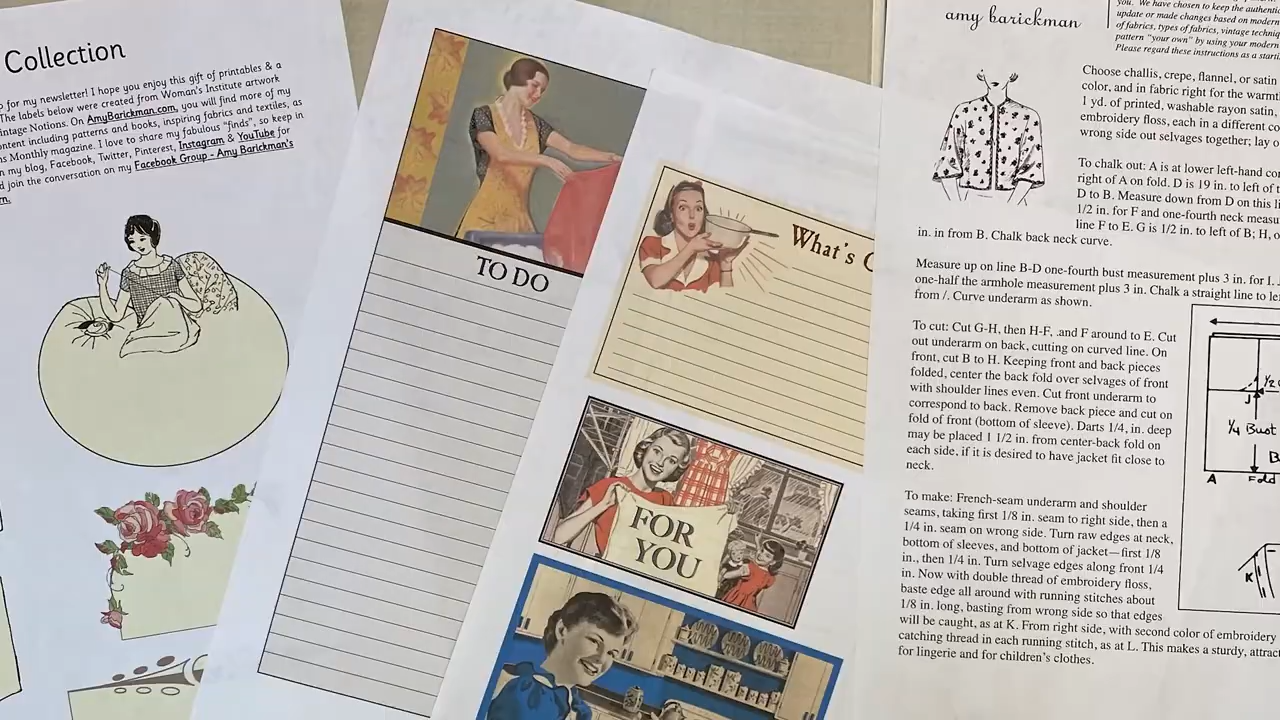 Collection
for my newsletter! I hope you enjoy this gift of printables & a
The labels below were created from Woman's Institute artwork
intage Notions. On AmyBarickman.com, you will find more of my
ontent including patterns and books, inspiring fabrics and textiles, as
s Monthly magazine. I love to share my fabulous "finds", so keep in
n my blog, Facebook, Twitter, Pinterest, Instagram & YouTube for
d join the conversation on my Facebook Group - Amy Barickman's
TO DO
What's
FOR
YOU
amy barickman
you. We have chosen to keep the authentic
update or made changes based on modern
of fabrics, types of fabrics, vintage techni
pattern "your own" by using your modern
Please regard these instructions as a start
Choose challis, crepe, flannel, or satin
color, and in fabric right for the warmt
1 yd. of printed, washable rayon satin,
embroidery floss, each in a different co
wrong side out selvages together; lay o
To chalk out: A is at lower left-hand cor
right of A on fold. D is 19 in. to left of
D to B. Measure down from D on this li
1/2 in. for F and one-fourth neck measu
line F to E. G is 1/2 in. to left of B; H, o
in. in from B. Chalk back neck curve.
Measure up on line B-D one-fourth bust measurement plus 3 in. for I.
one-half the armhole measurement plus 3 in. Chalk a straight line to le
from /. Curve underarm as shown.
To cut: Cut G-H, then H-F, .and F around to E. Cut
out underarm on back, cutting on curved line. On
front, cut B to H. Keeping front and back pieces
folded, center the back fold over selvages of front
with shoulder lines even. Cut front underarm to
correspond to back. Remove back piece and cut on
fold of front (bottom of sleeve). Darts 1/4, in. deep
may be placed 1 1/2 in. from center-back fold on
each side, if it is desired to have jacket fit close to
neck.
To make: French-seam underarm and shoulder
seams, taking first 1/8 in. seam to right side, then a
1/4 in. seam on wrong side. Turn raw edges at neck,
bottom of sleeves, and bottom of jacket—first 1/8
in., then 1/4 in. Turn selvage edges along front 1/4
in. Now with double thread of embroidery floss,
baste edge all around with running stitches about
1/8 in. long, basting from wrong side so that edges
will be caught, as at K. From right side, with second color of embroidery
catching thread in each running stitch, as at L. This makes a sturdy, attract
for lingerie and for children's clothes.
J
1/4 Bust
B
A Fold
K